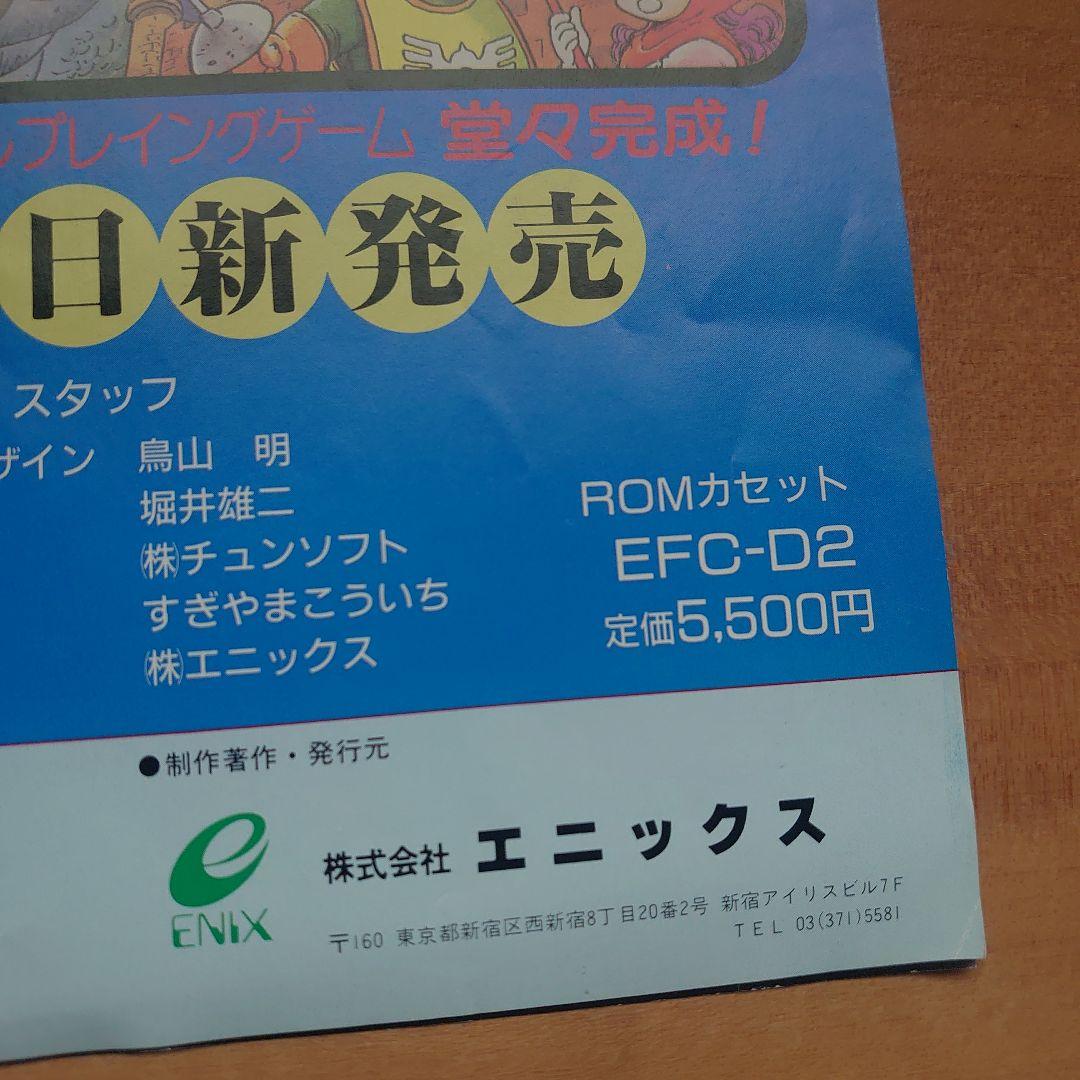 ルプレイングゲーム 堂々完成!
日新発売
スタッフ
ザイン 鳥山 明
堀井雄二
㈱チュンソフト
すぎやまこういち
㈱エニックス
ROMカセット
EFC-D2
定価5,500円
●制作著作・発行元
ENIX
株式会社 エニックス
〒160 東京都新宿区西新宿8丁目20番2号 新宿アイリスビル7F
TEL 03(371)5581